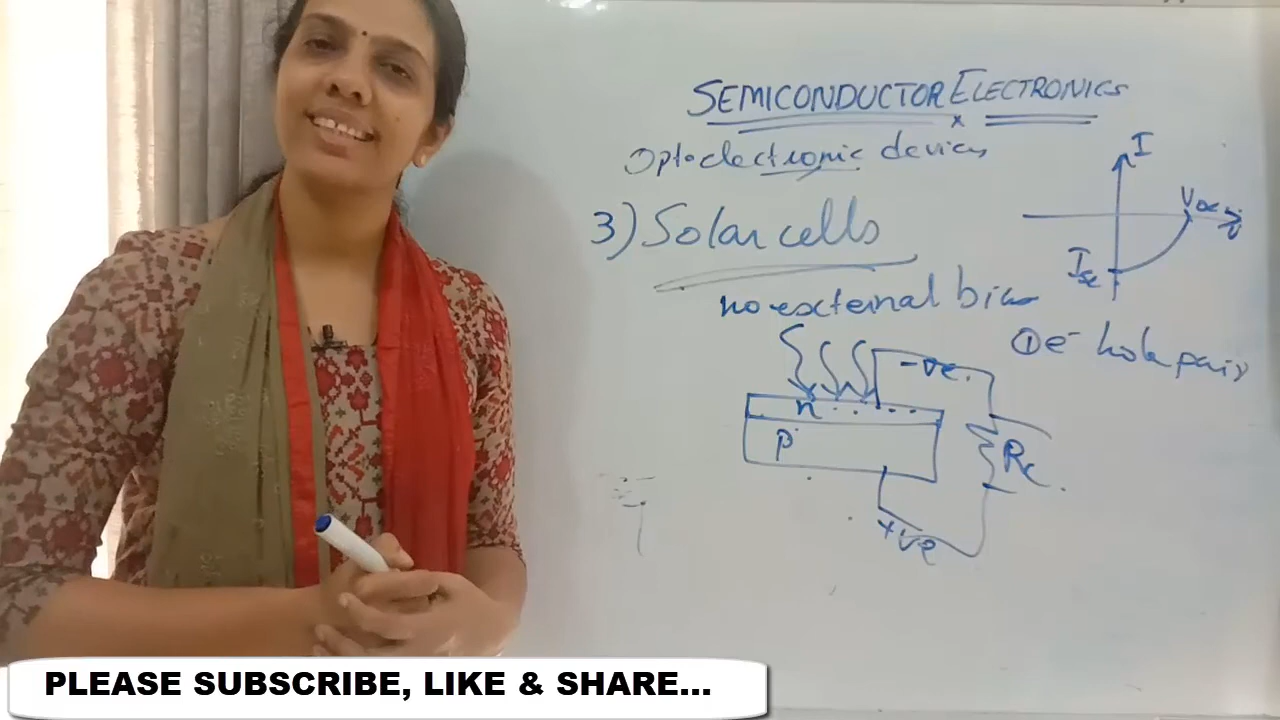 SEMICONDUCTOR ELECTRONICS
Optoelectronic devices
I
Voc
V
3) Solar cells
Isc
no external bias
① e⁻ hole pairs
-ve
n
P
RL
+ve
PLEASE SUBSCRIBE, LIKE & SHARE...